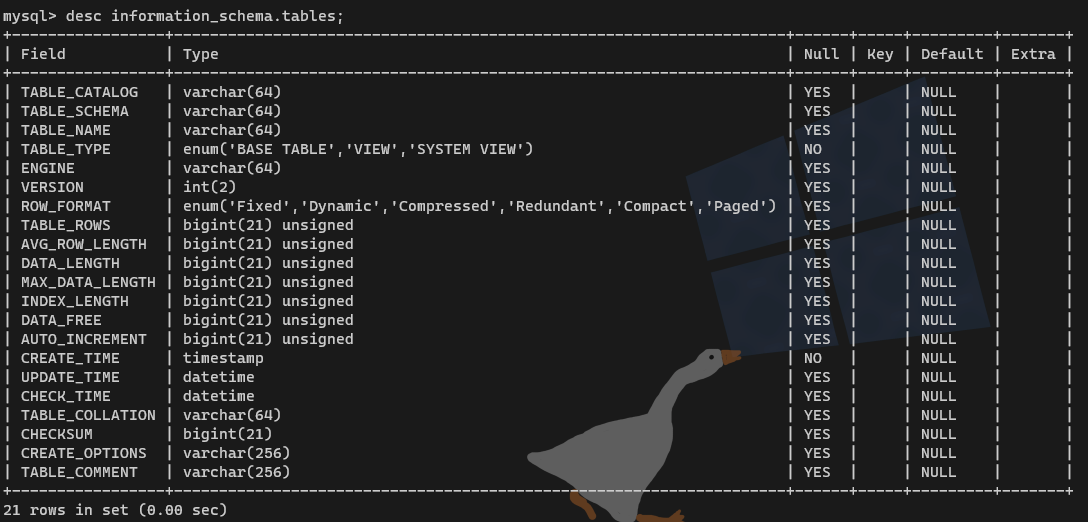 mysql> desc information_schema.tables;
+-----------------+--------------------------------------------------------------------+------+-----+---------+-------+
| Field           | Type                                                               | Null | Key | Default | Extra |
+-----------------+--------------------------------------------------------------------+------+-----+---------+-------+
| TABLE_CATALOG   | varchar(64)                                                        | YES  |     | NULL    |       |
| TABLE_SCHEMA    | varchar(64)                                                        | YES  |     | NULL    |       |
| TABLE_NAME      | varchar(64)                                                        | YES  |     | NULL    |       |
| TABLE_TYPE      | enum('BASE TABLE','VIEW','SYSTEM VIEW')                            | NO   |     | NULL    |       |
| ENGINE          | varchar(64)                                                        | YES  |     | NULL    |       |
| VERSION         | int(2)                                                             | YES  |     | NULL    |       |
| ROW_FORMAT      | enum('Fixed','Dynamic','Compressed','Redundant','Compact','Paged') | YES  |     | NULL    |       |
| TABLE_ROWS      | bigint(21) unsigned                                                | YES  |     | NULL    |       |
| AVG_ROW_LENGTH  | bigint(21) unsigned                                                | YES  |     | NULL    |       |
| DATA_LENGTH     | bigint(21) unsigned                                                | YES  |     | NULL    |       |
| MAX_DATA_LENGTH | bigint(21) unsigned                                                | YES  |     | NULL    |       |
| INDEX_LENGTH    | bigint(21) unsigned                                                | YES  |     | NULL    |       |
| DATA_FREE       | bigint(21) unsigned                                                | YES  |     | NULL    |       |
| AUTO_INCREMENT  | bigint(21) unsigned                                                | YES  |     | NULL    |       |
| CREATE_TIME     | timestamp                                                          | NO   |     | NULL    |       |
| UPDATE_TIME     | datetime                                                           | YES  |     | NULL    |       |
| CHECK_TIME      | datetime                                                           | YES  |     | NULL    |       |
| TABLE_COLLATION | varchar(64)                                                        | YES  |     | NULL    |       |
| CHECKSUM        | bigint(21)                                                         | YES  |     | NULL    |       |
| CREATE_OPTIONS  | varchar(256)                                                       | YES  |     | NULL    |       |
| TABLE_COMMENT   | varchar(256)                                                       | YES  |     | NULL    |       |
+-----------------+--------------------------------------------------------------------+------+-----+---------+-------+
21 rows in set (0.00 sec)